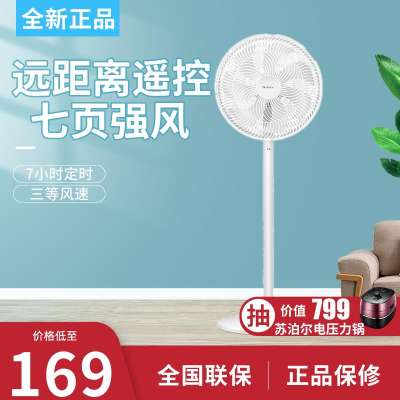 全新正品
远距离遥控
七页强风
7小时定时
三等风速
抽
价值 799
苏泊尔电压力锅
价格低至
169
全国联保
正品保修